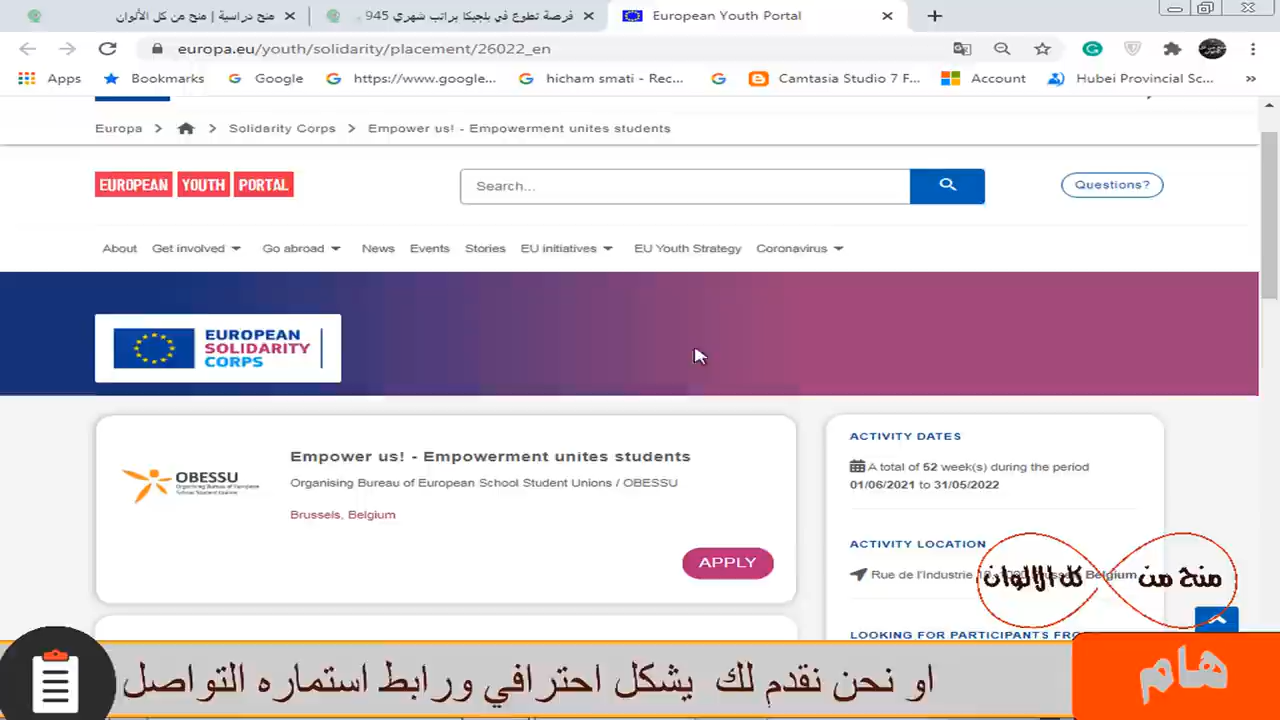 منح دراسية | منح من كل الألوان
فرصة تطوع في بلجيكا براتب شهري 945
European Youth Portal
europa.eu/youth/solidarity/placement/26022_en
Apps
Bookmarks
Google
https://www.google...
hicham smati - Rec...
Camtasia Studio 7 F...
Account
Hubei Provincial Sc...
»
Europa > Solidarity Corps > Empower us! - Empowerment unites students
EUROPEAN YOUTH PORTAL
Search...
Questions?
About Get involved Go abroad News Events Stories EU initiatives EU Youth Strategy Coronavirus
EUROPEAN
SOLIDARITY
CORPS
OBESSU
Empower us! - Empowerment unites students
Organising Bureau of European School Student Unions / OBESSU
Brussels, Belgium
APPLY
ACTIVITY DATES
A total of 52 week(s) during the period
01/06/2021 to 31/05/2022
ACTIVITY LOCATION
Rue de l'Industrie Belgium
منح من كل الالوان
LOOKING FOR PARTICIPANTS FRO
هام
او نحن نقدم لك يشكل احترافي ورابط استماره التواصل